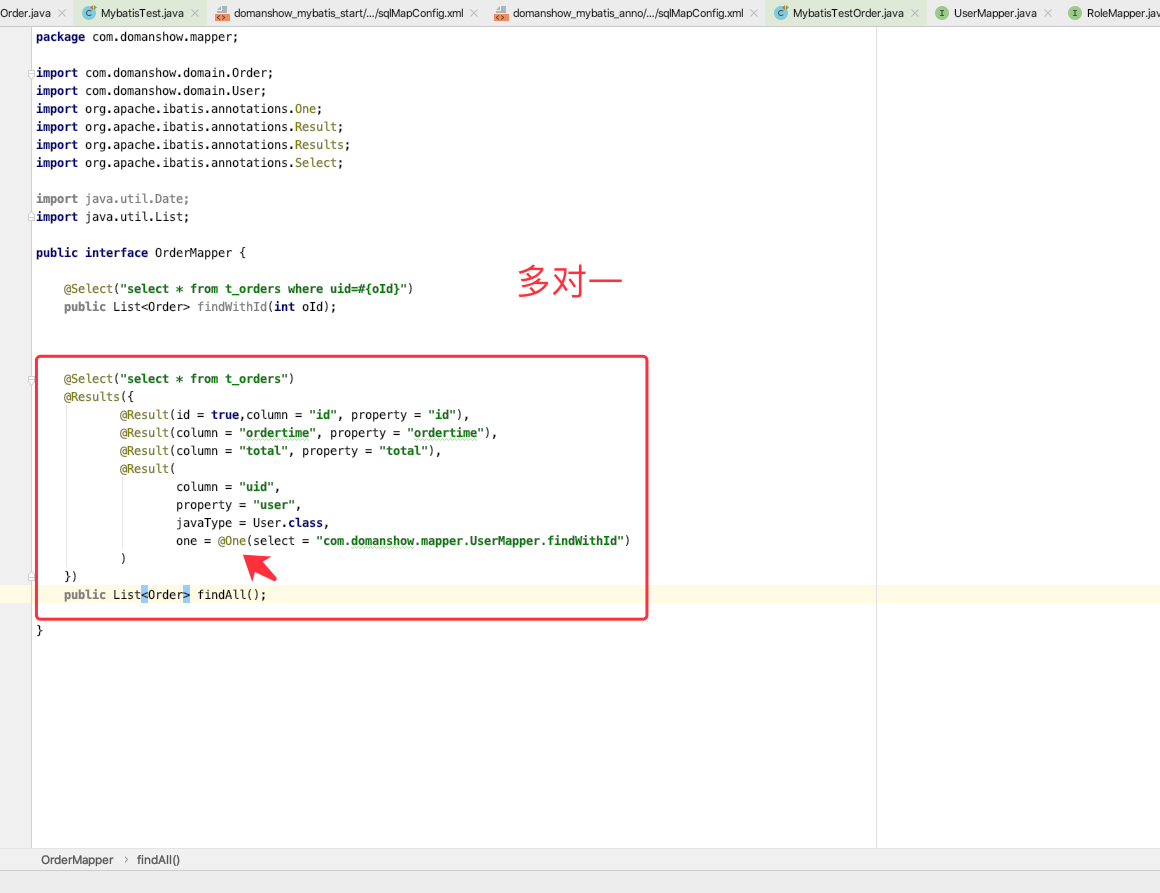 Order.java MybatisTest.java domanshow_mybatis_start/.../sqlMapConfig.xml domanshow_mybatis_anno/.../sqlMapConfig.xml MybatisTestOrder.java UserMapper.java RoleMapper.jav
package com.domanshow.mapper;
import com.domanshow.domain.Order;
import com.domanshow.domain.User;
import org.apache.ibatis.annotations.One;
import org.apache.ibatis.annotations.Result;
import org.apache.ibatis.annotations.Results;
import org.apache.ibatis.annotations.Select;
import java.util.Date;
import java.util.List;
public interface OrderMapper {
多对一
@Select("select * from t_orders where uid=#{oId}")
public List<Order> findWithId(int oId);
@Select("select * from t_orders")
@Results({
@Result(id = true,column = "id", property = "id"),
@Result(column = "ordertime", property = "ordertime"),
@Result(column = "total", property = "total"),
@Result(
column = "uid",
property = "user",
javaType = User.class,
one = @One(select = "com.domanshow.mapper.UserMapper.findWithId")
)
})
public List<Order> findAll();
}
OrderMapper › findAll()